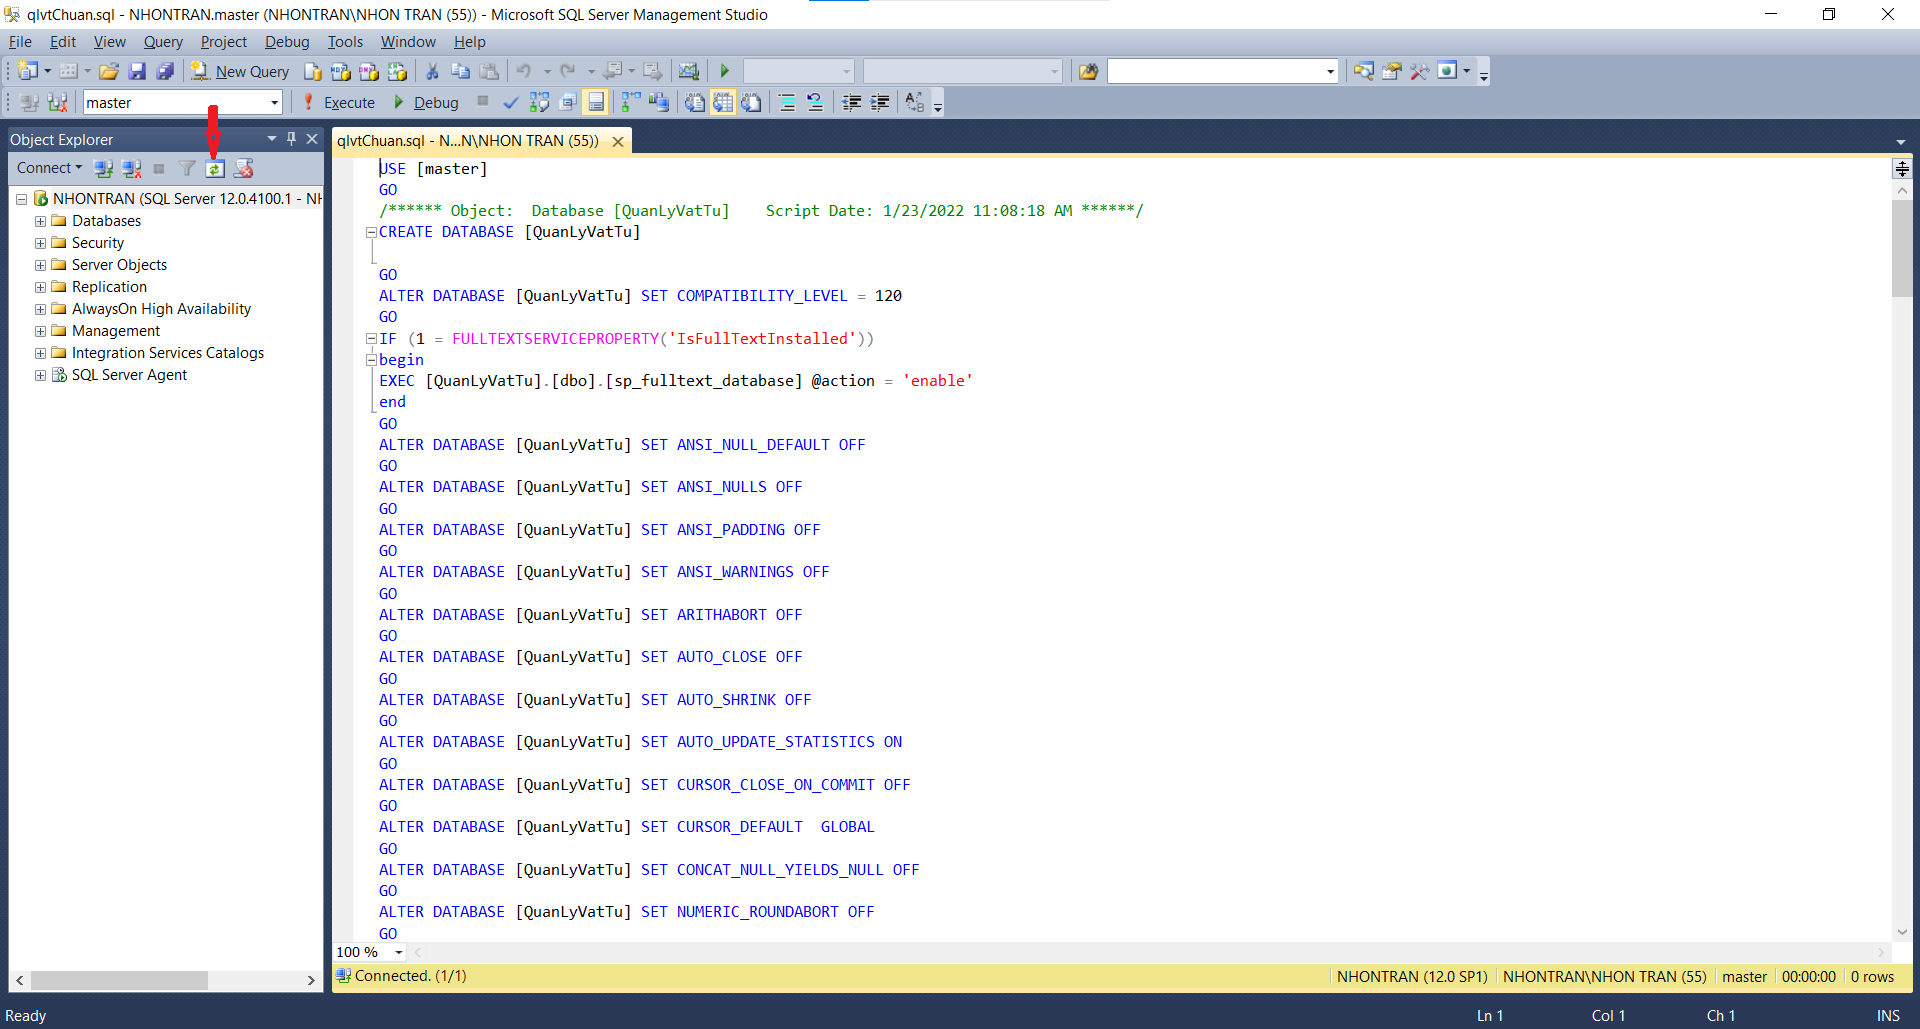 qlvtChuan.sql - NHONTRAN.master (NHONTRAN\NHON TRAN (55)) - Microsoft SQL Server Management Studio
File Edit View Query Project Debug Tools Window Help
New Query
master Execute Debug
Object Explorer
Connect
NHONTRAN (SQL Server 12.0.4100.1 - NH
Databases
Security
Server Objects
Replication
AlwaysOn High Availability
Management
Integration Services Catalogs
SQL Server Agent
qlvtChuan.sql - N...N\NHON TRAN (55))
USE [master]
GO
/****** Object:  Database [QuanLyVatTu]    Script Date: 1/23/2022 11:08:18 AM ******/
CREATE DATABASE [QuanLyVatTu]
GO
ALTER DATABASE [QuanLyVatTu] SET COMPATIBILITY_LEVEL = 120
GO
IF (1 = FULLTEXTSERVICEPROPERTY('IsFullTextInstalled'))
begin
EXEC [QuanLyVatTu].[dbo].[sp_fulltext_database] @action = 'enable'
end
GO
ALTER DATABASE [QuanLyVatTu] SET ANSI_NULL_DEFAULT OFF
GO
ALTER DATABASE [QuanLyVatTu] SET ANSI_NULLS OFF
GO
ALTER DATABASE [QuanLyVatTu] SET ANSI_PADDING OFF
GO
ALTER DATABASE [QuanLyVatTu] SET ANSI_WARNINGS OFF
GO
ALTER DATABASE [QuanLyVatTu] SET ARITHABORT OFF
GO
ALTER DATABASE [QuanLyVatTu] SET AUTO_CLOSE OFF
GO
ALTER DATABASE [QuanLyVatTu] SET AUTO_SHRINK OFF
GO
ALTER DATABASE [QuanLyVatTu] SET AUTO_UPDATE_STATISTICS ON
GO
ALTER DATABASE [QuanLyVatTu] SET CURSOR_CLOSE_ON_COMMIT OFF
GO
ALTER DATABASE [QuanLyVatTu] SET CURSOR_DEFAULT  GLOBAL
GO
ALTER DATABASE [QuanLyVatTu] SET CONCAT_NULL_YIELDS_NULL OFF
GO
ALTER DATABASE [QuanLyVatTu] SET NUMERIC_ROUNDABORT OFF
GO
100 %
Connected. (1/1) NHONTRAN (12.0 SP1) NHONTRAN\NHON TRAN (55) master 00:00:00 0 rows
Ready Ln 1 Col 1 Ch 1 INS